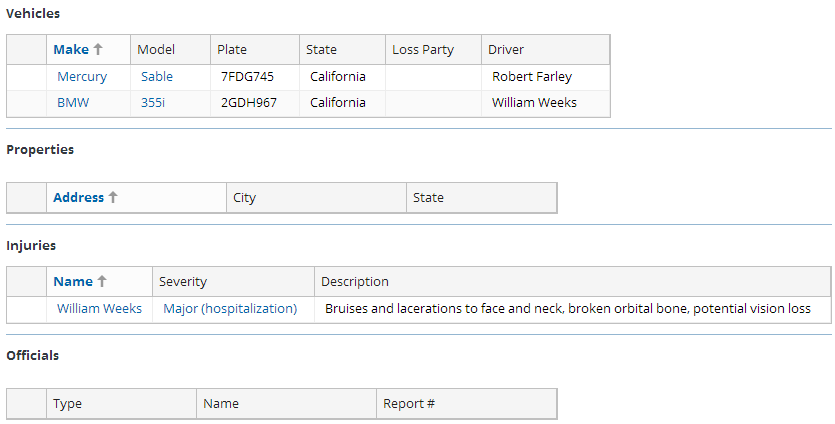 Vehicles
Make Model Plate State Loss Party Driver
Mercury Sable 7FDG745 California Robert Farley
BMW 355i 2GDH967 California William Weeks
Properties
Address City State
Injuries
Name Severity Description
William Weeks Major (hospitalization) Bruises and lacerations to face and neck, broken orbital bone, potential vision loss
Officials
Type Name Report #